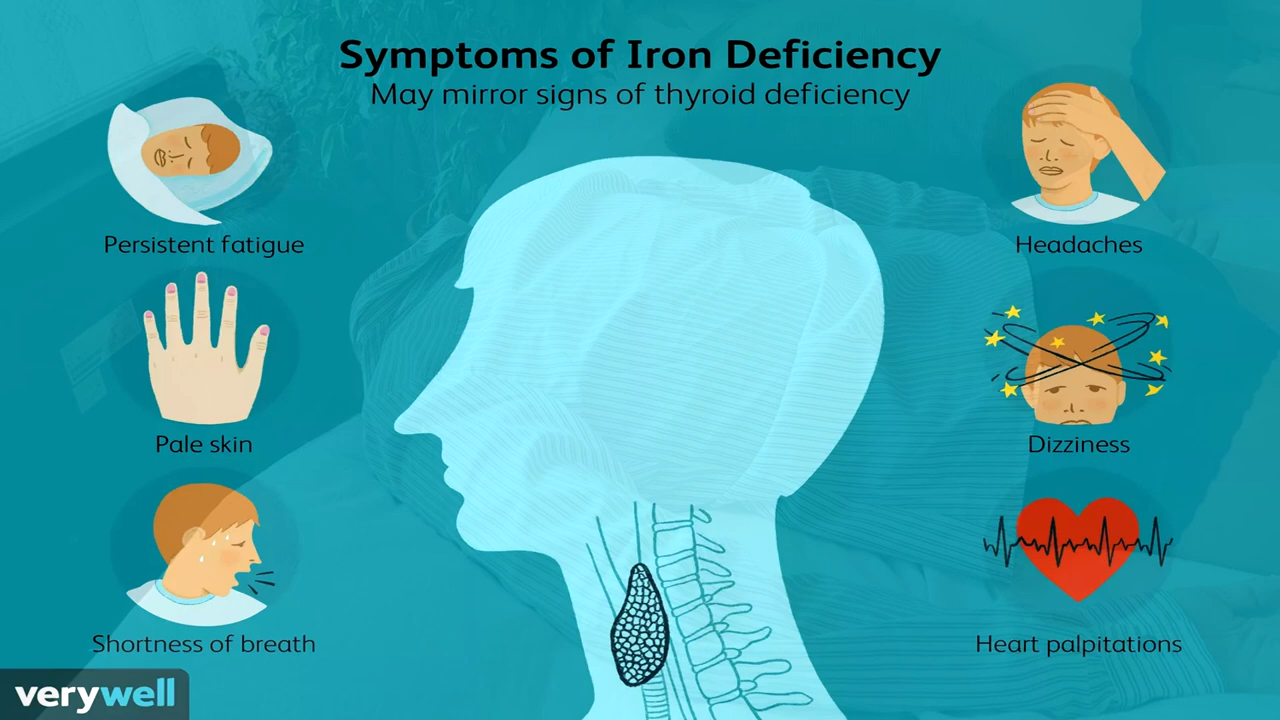 Symptoms of Iron Deficiency
May mirror signs of thyroid deficiency
Persistent fatigue
Headaches
Pale skin
Dizziness
Shortness of breath
Heart palpitations
verywell